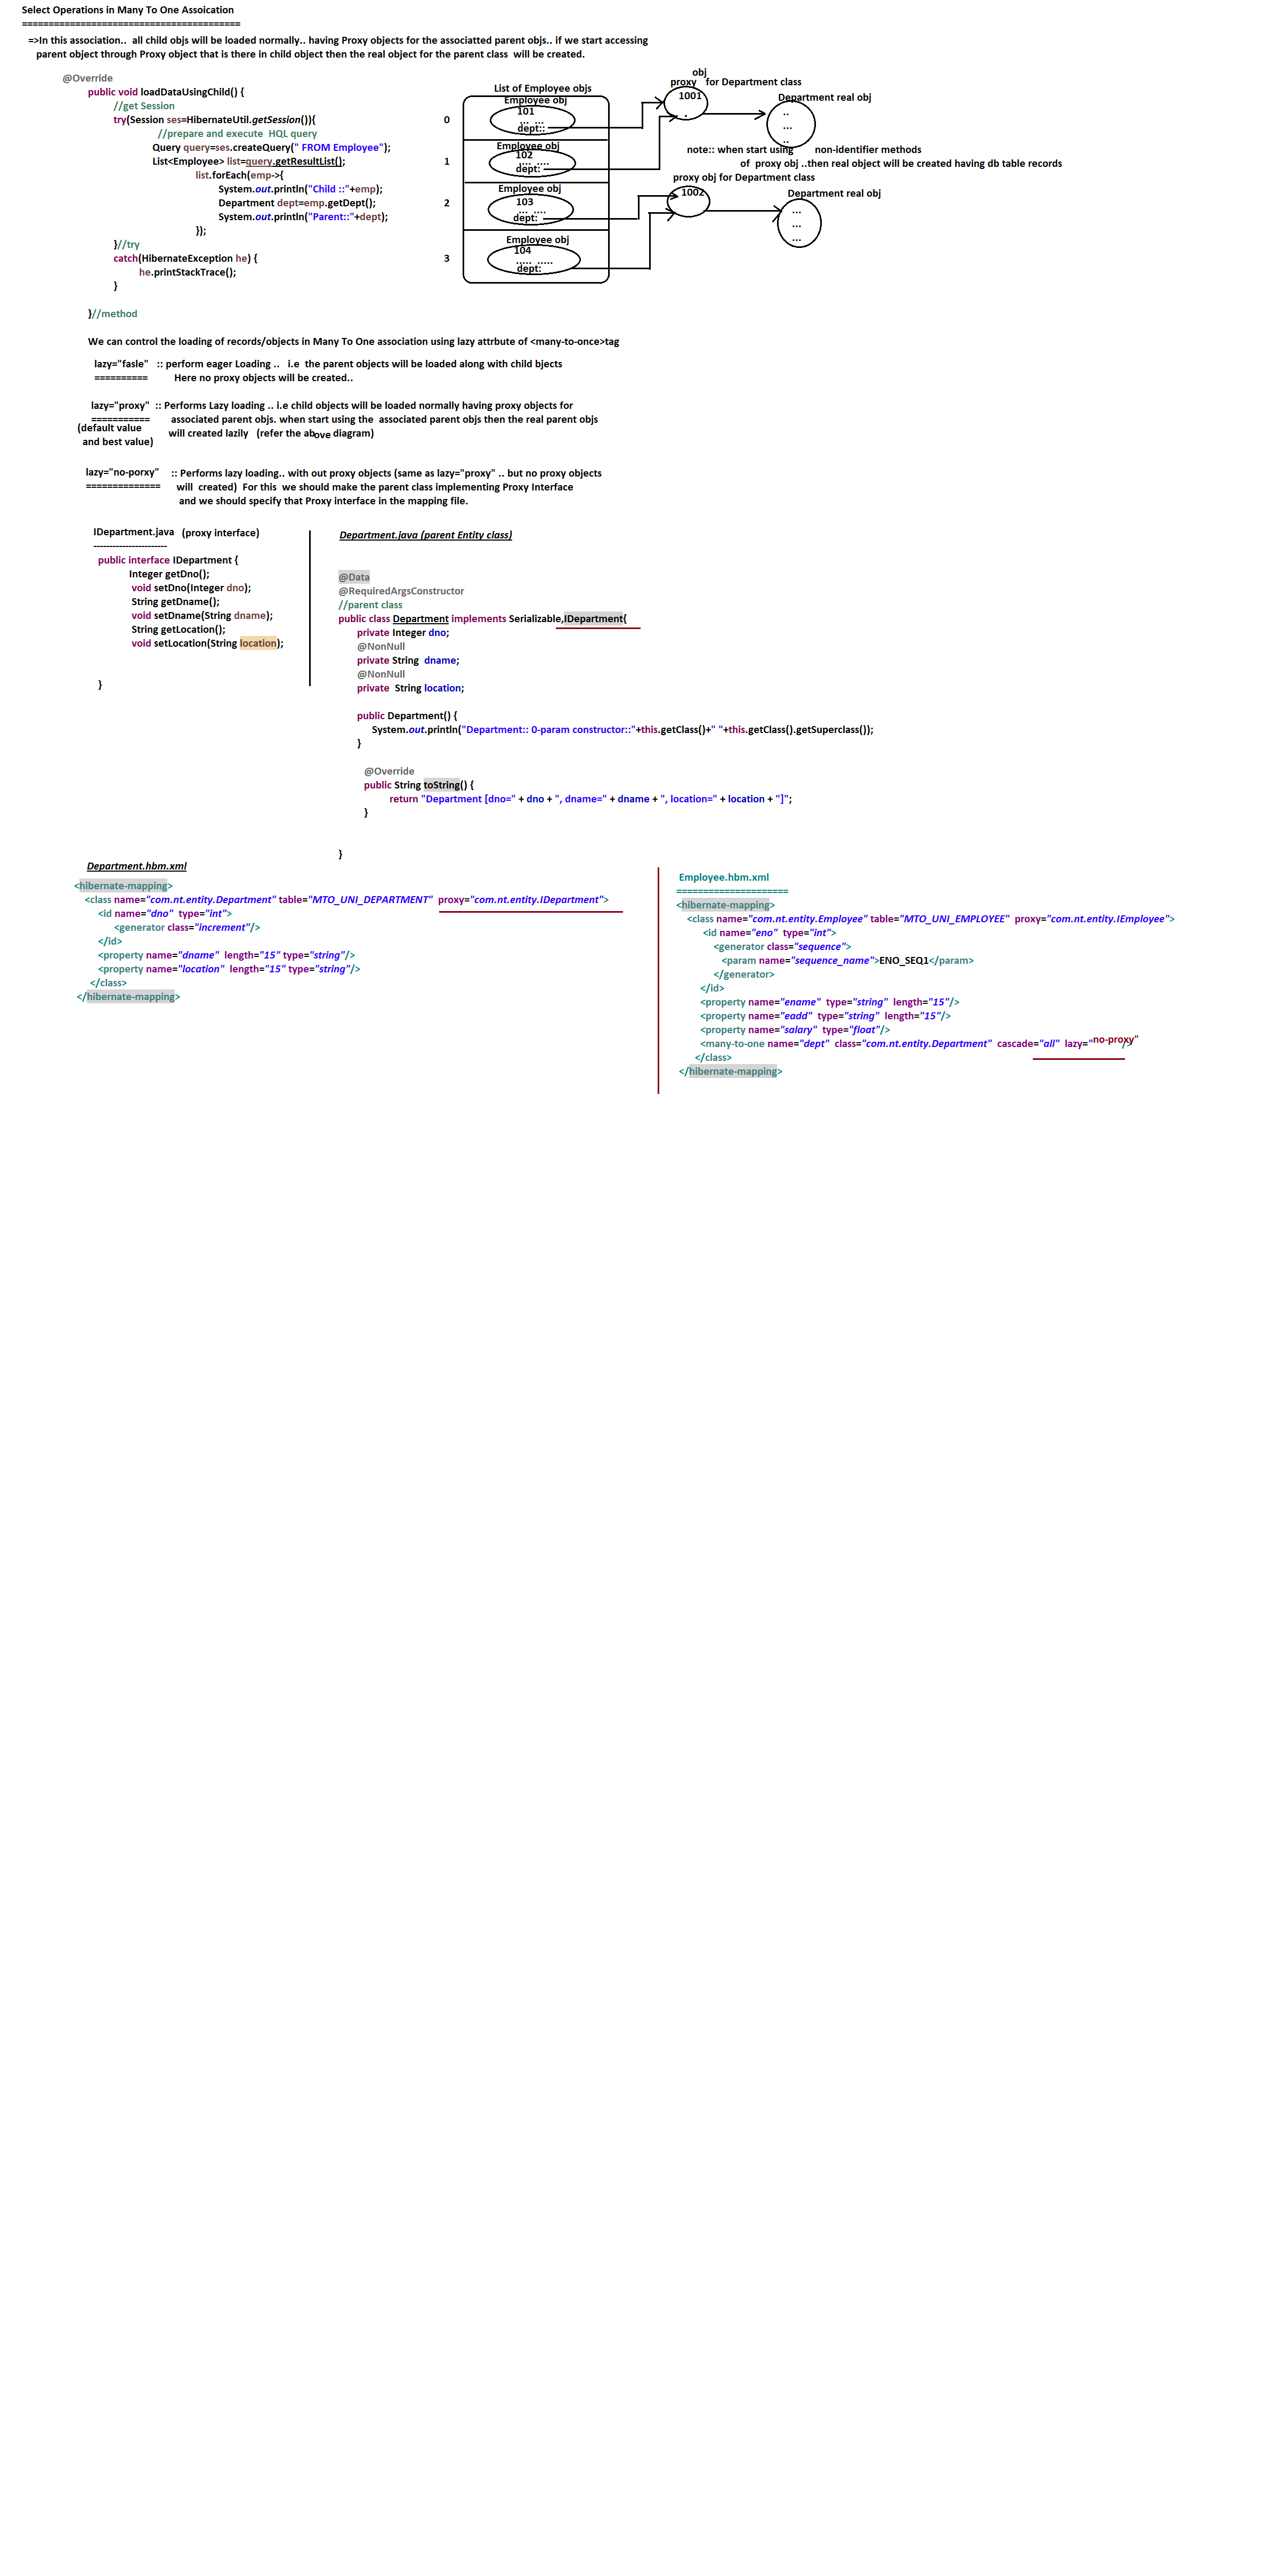 Select Operations in Many To One Assoication
=========================================
=>In this association..  all child objs will be loaded normally.. having Proxy objects for the associatted parent objs.. if we start accessing
parent object through Proxy object that is there in child object then the real object for the parent class  will be created.
@Override
public void loadDataUsingChild() {
//get Session
try(Session ses=HibernateUtil.getSession()){
//prepare and execute  HQL query
Query query=ses.createQuery(" FROM Employee");
List<Employee> list=query.getResultList();
list.forEach(emp->{
System.out.println("Child ::"+emp);
Department dept=emp.getDept();
System.out.println("Parent::"+dept);
});
}//try
catch(HibernateException he) {
he.printStackTrace();
}
}//method
List of Employee objs
0
Employee obj
101
... ...
dept::
1
Employee obj
102
... ....
dept:
2
Employee obj
103
... ....
dept:
3
Employee obj
104
..... .....
dept:
obj
proxy   for Department class
1001
.
Department real obj
..
...
..
note:: when start using       non-identifier methods
of  proxy obj ..then real object will be created having db table records
proxy obj for Department class
1002
Department real obj
...
...
...
We can control the loading of records/objects in Many To One association using lazy attrbute of <many-to-once>tag
lazy="fasle"   :: perform eager Loading ..   i.e  the parent objects will be loaded along with child bjects
==========          Here no proxy objects will be created..
lazy="proxy"  :: Performs Lazy loading .. i.e child objects will be loaded normally having proxy objects for
===========        associated parent objs. when start using the  associated parent objs then the real parent objs
(default value
will created lazily   (refer the above diagram)
and best value)
lazy="no-porxy"    :: Performs lazy loading.. with out proxy objects (same as lazy="proxy" .. but no proxy objects
==============      will  created)  For this  we should make the parent class implementing Proxy Interface
and we should specify that Proxy interface in the mapping file.
IDepartment.java   (proxy interface)
-----------------------
public interface IDepartment {
Integer getDno();
void setDno(Integer dno);
String getDname();
void setDname(String dname);
String getLocation();
void setLocation(String location);
}
Department.java (parent Entity class)
@Data
@RequiredArgsConstructor
//parent class
public class Department implements Serializable,IDepartment{
private Integer dno;
@NonNull
private String  dname;
@NonNull
private  String location;
public Department() {
System.out.println("Department:: 0-param constructor::"+this.getClass()+" "+this.getClass().getSuperclass());
}
@Override
public String toString() {
return "Department [dno=" + dno + ", dname=" + dname + ", location=" + location + "]";
}
}
Department.hbm.xml
<hibernate-mapping>
<class name="com.nt.entity.Department" table="MTO_UNI_DEPARTMENT"  proxy="com.nt.entity.IDepartment">
<id name="dno"  type="int">
<generator class="increment"/>
</id>
<property name="dname"  length="15" type="string"/>
<property name="location"  length="15" type="string"/>
</class>
</hibernate-mapping>
Employee.hbm.xml
=====================
<hibernate-mapping>
<class name="com.nt.entity.Employee" table="MTO_UNI_EMPLOYEE"  proxy="com.nt.entity.IEmployee">
<id name="eno"  type="int">
<generator class="sequence">
<param name="sequence_name">ENO_SEQ1</param>
</generator>
</id>
<property name="ename"  type="string"  length="15"/>
<property name="eadd"  type="string"  length="15"/>
<property name="salary"  type="float"/>
<many-to-one name="dept"  class="com.nt.entity.Department"  cascade="all"  lazy="no-proxy"/>
</class>
</hibernate-mapping>